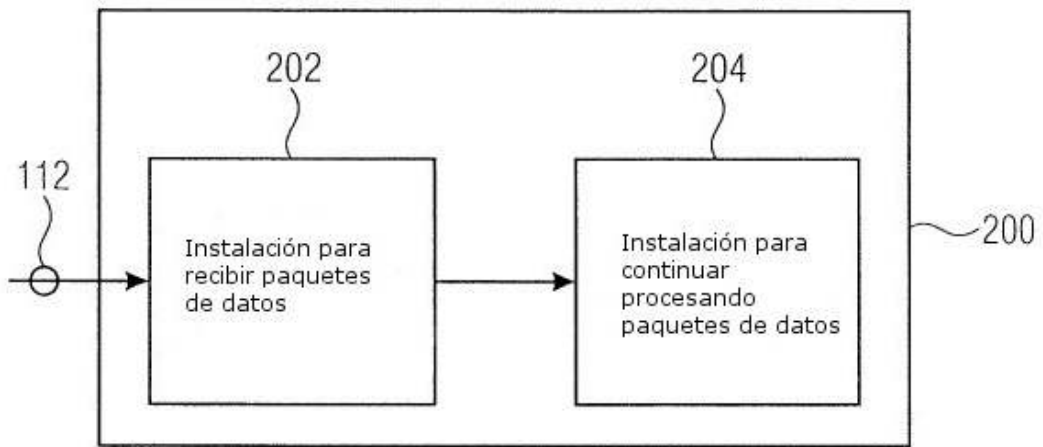 202
204
112
200
Instalación para
recibir paquetes
de datos
Instalación para
continuar
procesando
paquetes de datos